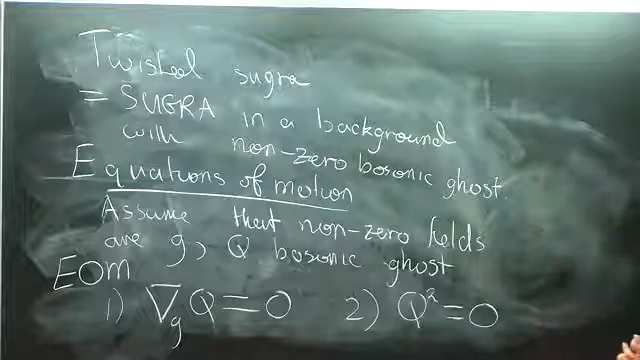 Twisted sugra
= SUGRA in a background
with non-zero bosonic ghost.
Equations of motion
Assume that non-zero fields
are g, Q bosonic ghost
EOM
1) ∇_g Q = 0 2) Q² = 0